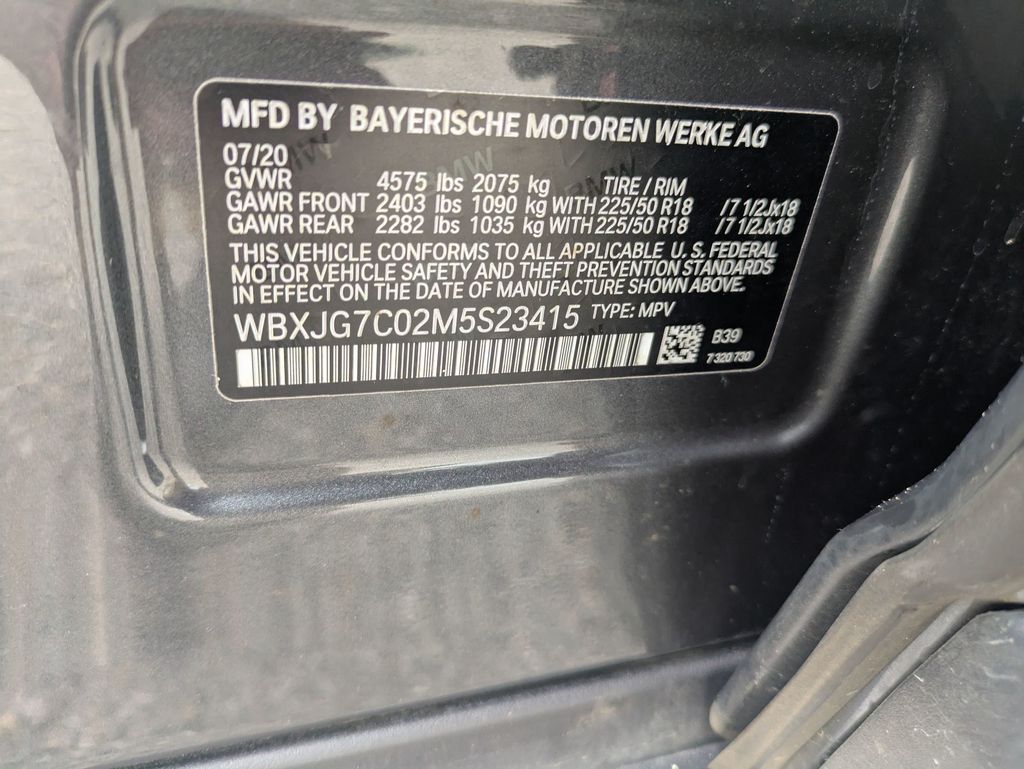 MFD BY BAYERISCHE MOTOREN WERKE AG
07/20
GVWR 4575 lbs 2075 kg TIRE / RIM
GAWR FRONT 2403 lbs 1090 kg WITH 225/50 R18 /7 1/2Jx18
GAWR REAR 2282 lbs 1035 kg WITH 225/50 R18 /7 1/2Jx18
THIS VEHICLE CONFORMS TO ALL APPLICABLE U. S. FEDERAL
MOTOR VEHICLE SAFETY AND THEFT PREVENTION STANDARDS
IN EFFECT ON THE DATE OF MANUFACTURE SHOWN ABOVE.
WBXJG7C02M5S23415 TYPE: MPV
B39
7 320 730